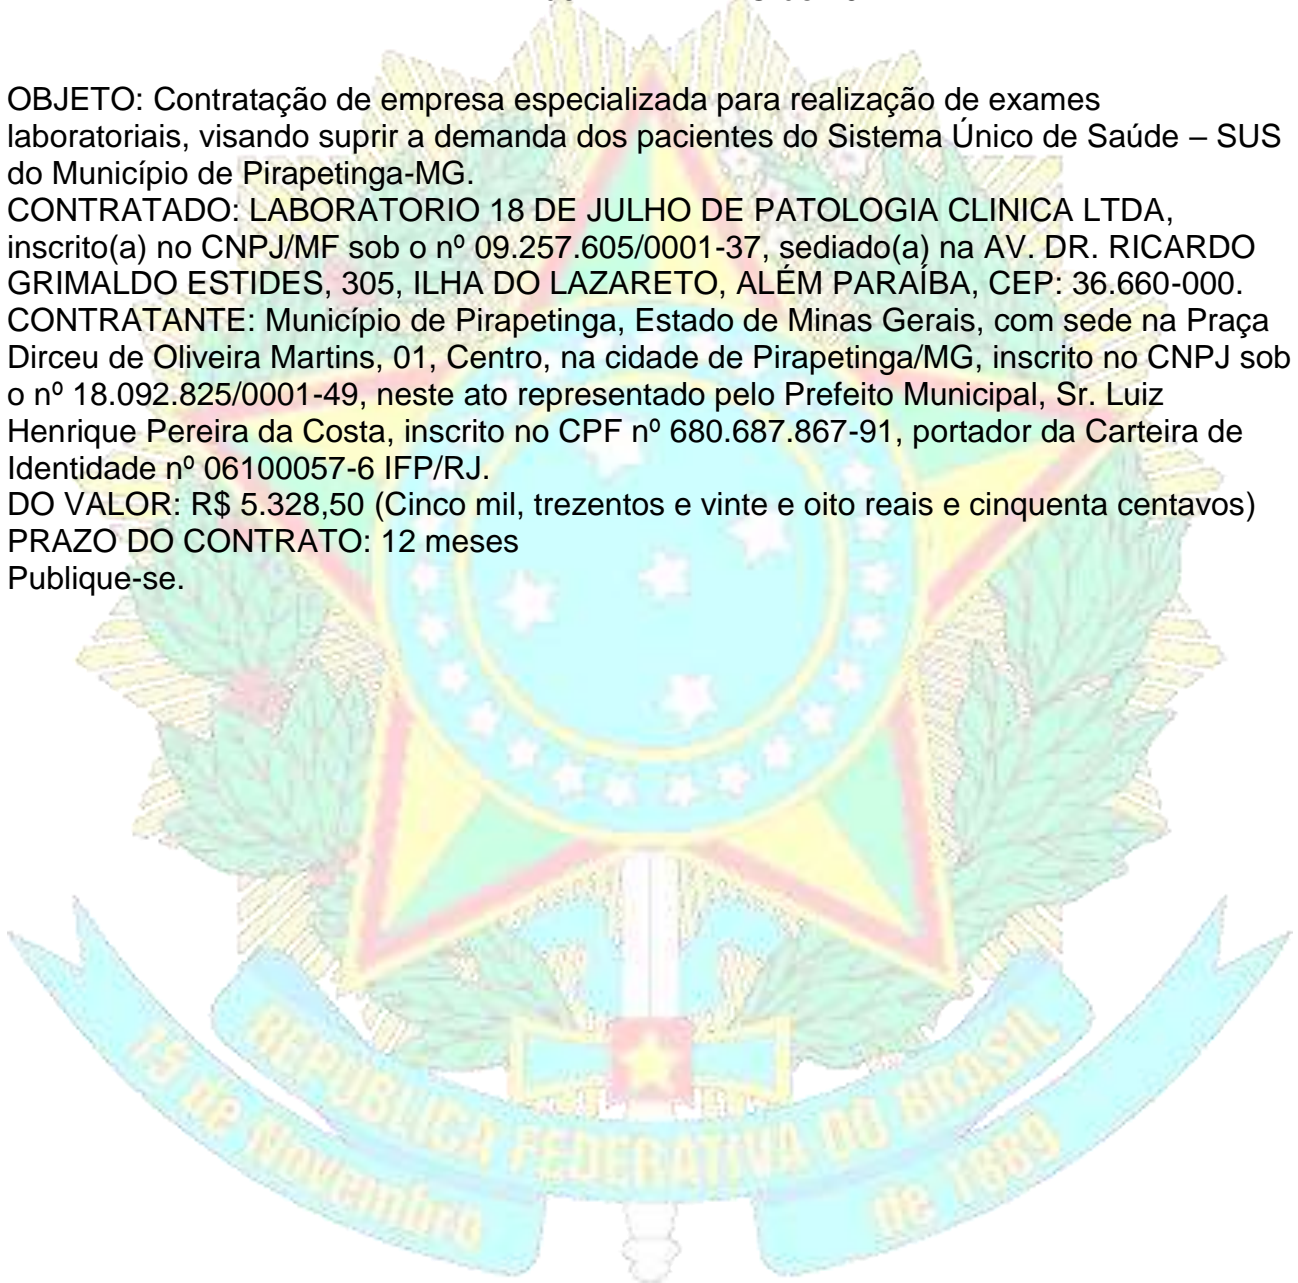 OBJETO: Contratação de empresa especializada para realização de exames
laboratoriais, visando suprir a demanda dos pacientes do Sistema Único de Saúde – SUS
do Município de Pirapetinga-MG.
CONTRATADO: LABORATORIO 18 DE JULHO DE PATOLOGIA CLINICA LTDA,
inscrito(a) no CNPJ/MF sob o nº 09.257.605/0001-37, sediado(a) na AV. DR. RICARDO
GRIMALDO ESTIDES, 305, ILHA DO LAZARETO, ALÉM PARAÍBA, CEP: 36.660-000.
CONTRATANTE: Município de Pirapetinga, Estado de Minas Gerais, com sede na Praça
Dirceu de Oliveira Martins, 01, Centro, na cidade de Pirapetinga/MG, inscrito no CNPJ sob
o nº 18.092.825/0001-49, neste ato representado pelo Prefeito Municipal, Sr. Luiz
Henrique Pereira da Costa, inscrito no CPF nº 680.687.867-91, portador da Carteira de
Identidade nº 06100057-6 IFP/RJ.
DO VALOR: R$ 5.328,50 (Cinco mil, trezentos e vinte e oito reais e cinquenta centavos)
PRAZO DO CONTRATO: 12 meses
Publique-se.
REPÚBLICA FEDERATIVA DO BRASIL
15 de Novembro de 1889